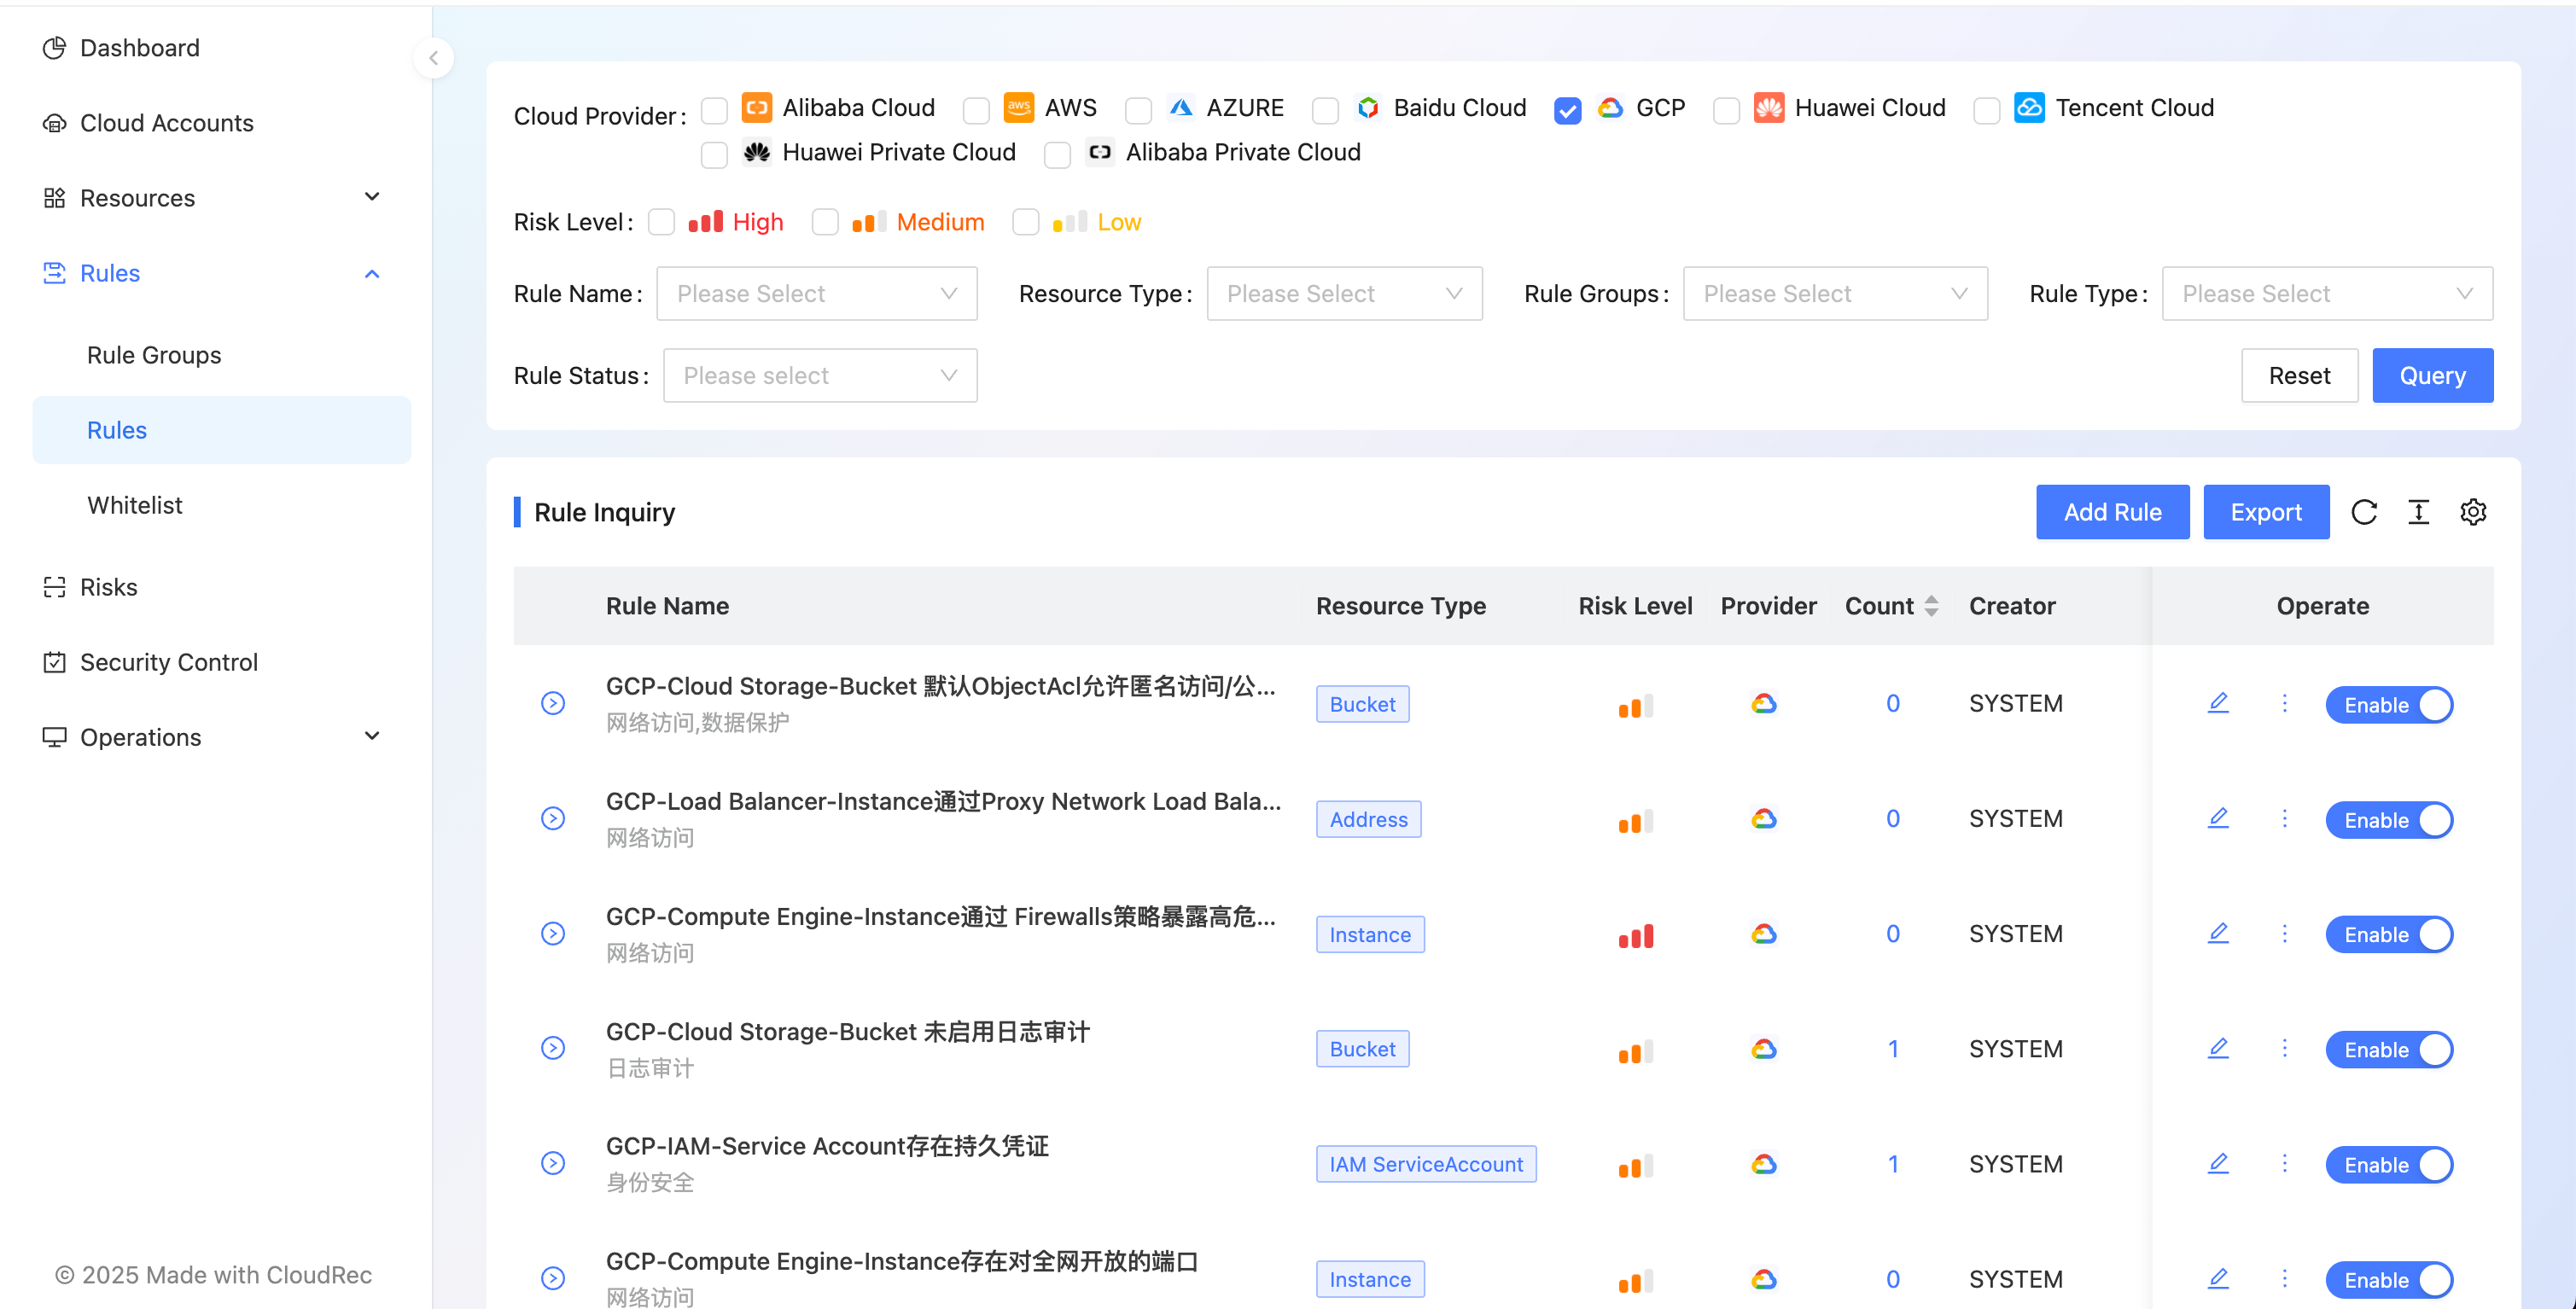 Dashboard
Cloud Accounts
Resources
Rules
Rule Groups
Rules
Whitelist
Risks
Security Control
Operations
© 2025 Made with CloudRec
Cloud Provider: Alibaba Cloud aws AWS AZURE Baidu Cloud GCP Huawei Cloud Tencent Cloud
Huawei Private Cloud Alibaba Private Cloud
Risk Level: High Medium Low
Rule Name: Please Select Resource Type: Please Select Rule Groups: Please Select Rule Type: Please Select
Rule Status: Please select Reset Query
Rule Inquiry Add Rule Export
Rule Name Resource Type Risk Level Provider Count Creator Operate
GCP-Cloud Storage-Bucket 默认ObjectAcl允许匿名访问/公...
网络访问,数据保护
Bucket 0 SYSTEM Enable
GCP-Load Balancer-Instance通过Proxy Network Load Bala...
网络访问
Address 0 SYSTEM Enable
GCP-Compute Engine-Instance通过 Firewalls策略暴露高危...
网络访问
Instance 0 SYSTEM Enable
GCP-Cloud Storage-Bucket 未启用日志审计
日志审计
Bucket 1 SYSTEM Enable
GCP-IAM-Service Account存在持久凭证
身份安全
IAM ServiceAccount 1 SYSTEM Enable
GCP-Compute Engine-Instance存在对全网开放的端口
网络访问
Instance 0 SYSTEM Enable